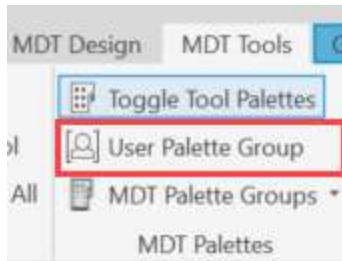 MDT Design MDT Tools
Toggle Tool Palettes
User Palette Group
All MDT Palette Groups
MDT Palettes